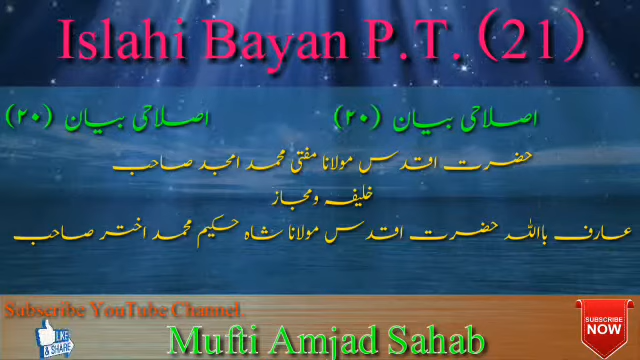 Islahi Bayan P.T. (21)
اصلاحی بیان (۲۰) اصلاحی بیان (۲۰)
حضرت اقدس مولانا مفتی محمد امجد صاحب
خلیفہ ومجاز
عارف بااللہ حضرت اقدس مولانا شاہ حکیم محمد اختر صاحب
Subscribe YouTube Channel
LIKE
& SHARE
Mufti Amjad Sahab
SUBSCRIBE
NOW